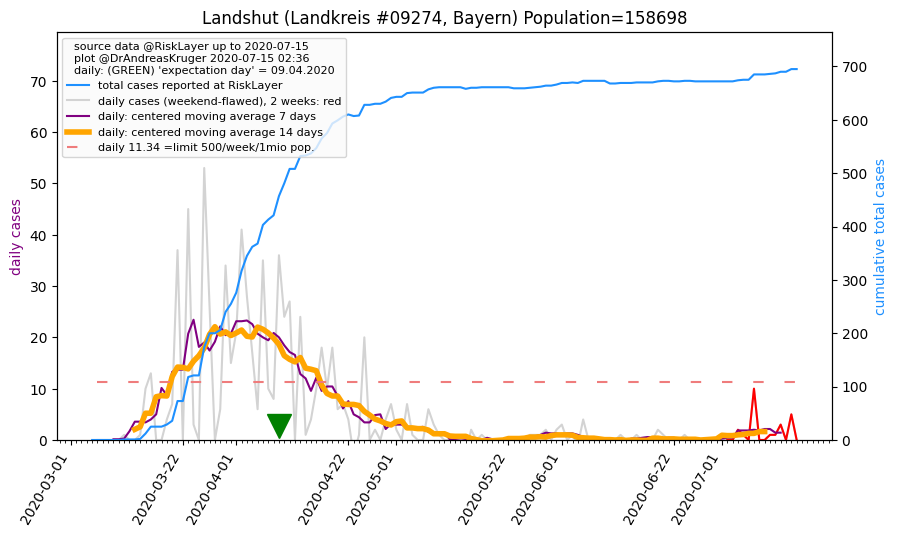 Landshut (Landkreis #09274, Bayern) Population=158698
source data @RiskLayer up to 2020-07-15
plot @DrAndreasKruger 2020-07-15 02:36
daily: (GREEN) 'expectation day' = 09.04.2020
total cases reported at RiskLayer
daily cases (weekend-flawed), 2 weeks: red
daily: centered moving average 7 days
daily: centered moving average 14 days
daily 11.34 =limit 500/week/1mio pop.
daily cases
70
60
50
40
30
20
10
0
cumulative total cases
700
600
500
400
300
200
100
0
2020-03-01
2020-03-22
2020-04-01
2020-04-22
2020-05-01
2020-05-22
2020-06-01
2020-06-22
2020-07-01